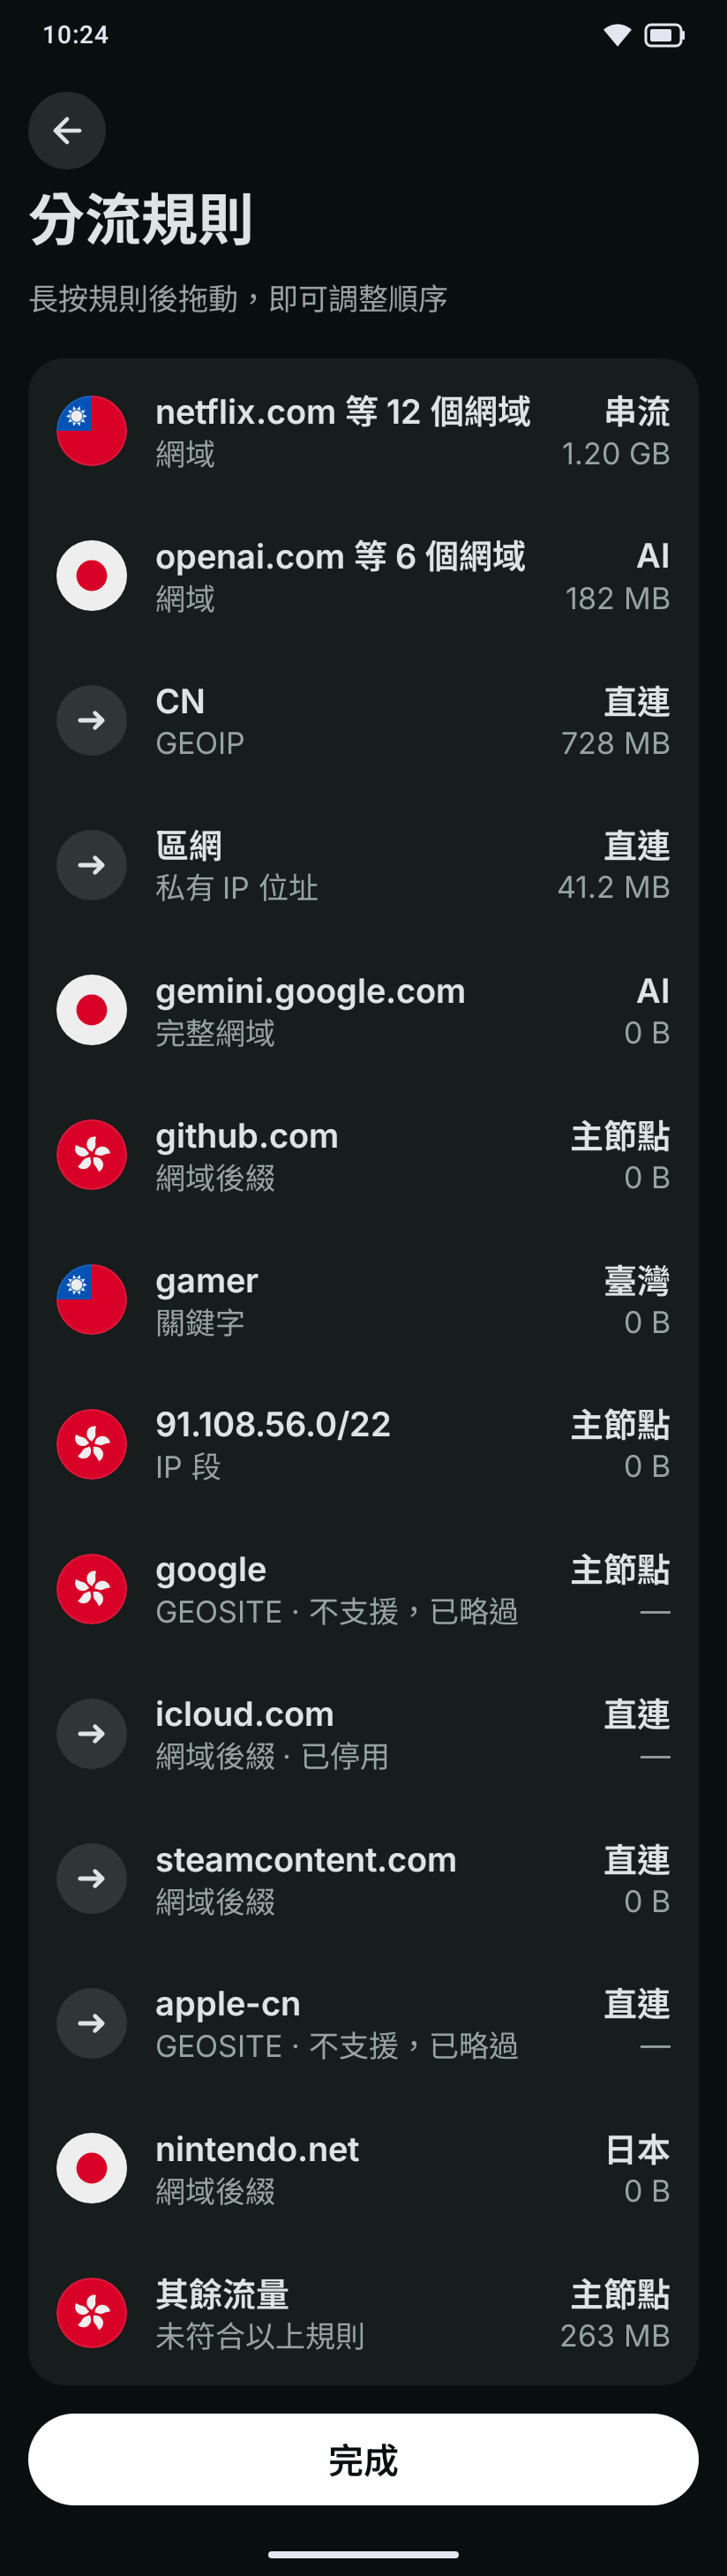 10:24
分流規則
長按規則後拖動，即可調整順序
netflix.com 等 12 個網域 串流
網域 1.20 GB
openai.com 等 6 個網域 AI
網域 182 MB
CN 直連
GEOIP 728 MB
區網 直連
私有 IP 位址 41.2 MB
gemini.google.com AI
完整網域 0 B
github.com 主節點
網域後綴 0 B
gamer 臺灣
關鍵字 0 B
91.108.56.0/22 主節點
IP 段 0 B
google 主節點
GEOSITE · 不支援，已略過 —
icloud.com 直連
網域後綴 · 已停用 —
steamcontent.com 直連
網域後綴 0 B
apple-cn 直連
GEOSITE · 不支援，已略過 —
nintendo.net 日本
網域後綴 0 B
其餘流量 主節點
未符合以上規則 263 MB
完成